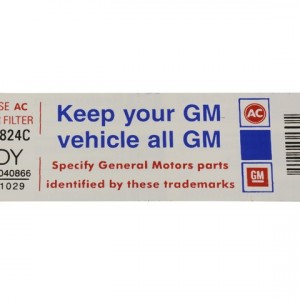 SE AC
FILTER
824C
DY
040866
1029
Keep your GM
vehicle all GM
Specify General Motors parts
identified by these trademarks
AC
GM